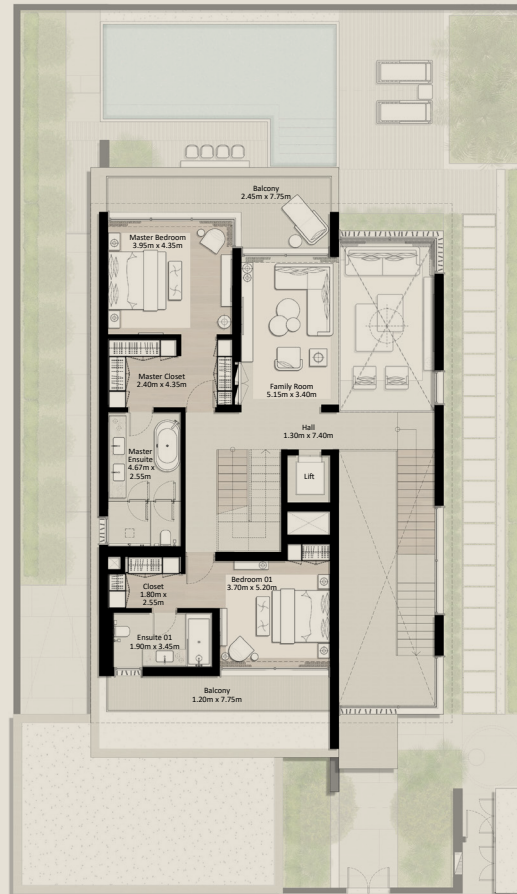 Balcony
2.45m x 7.75m
Master Bedroom
3.95m x 4.35m
Master Closet
2.40m x 4.35m
Family Room
5.15m x 3.40m
Hall
1.30m x 7.40m
Master
Ensuite
4.67m x
2.55m
Lift
Closet
1.80m x
2.55m
Bedroom 01
3.70m x 5.20m
Ensuite 01
1.90m x 3.45m
Balcony
1.20m x 7.75m